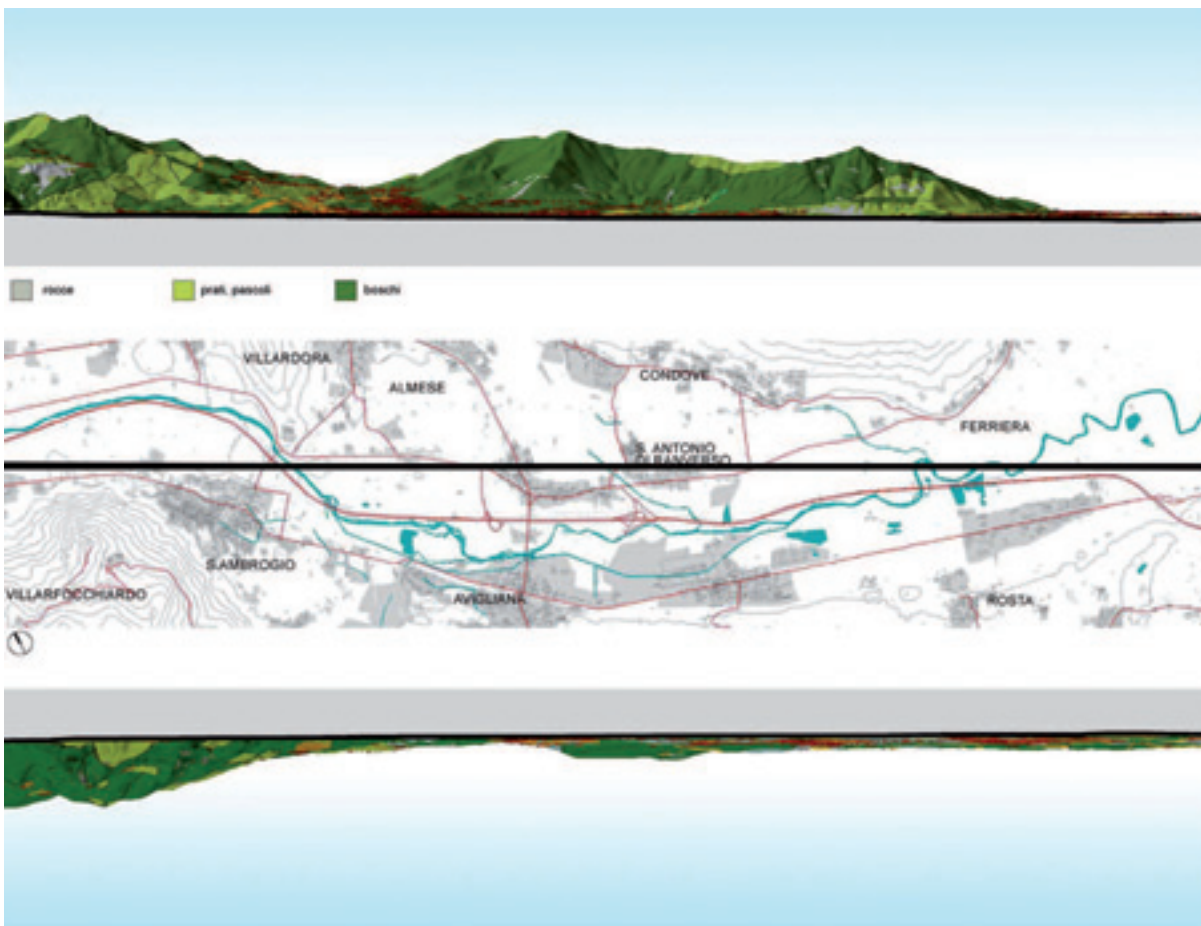 rocce
prati, pascoli
boschi
VILLARDORA
ALMESE
CONDOVE
FERRIERA
S. ANTONIO
DI RANVERSO
S.AMBROGIO
VILLARFOCCHIARDO
AVIGLIANA
ROSTA